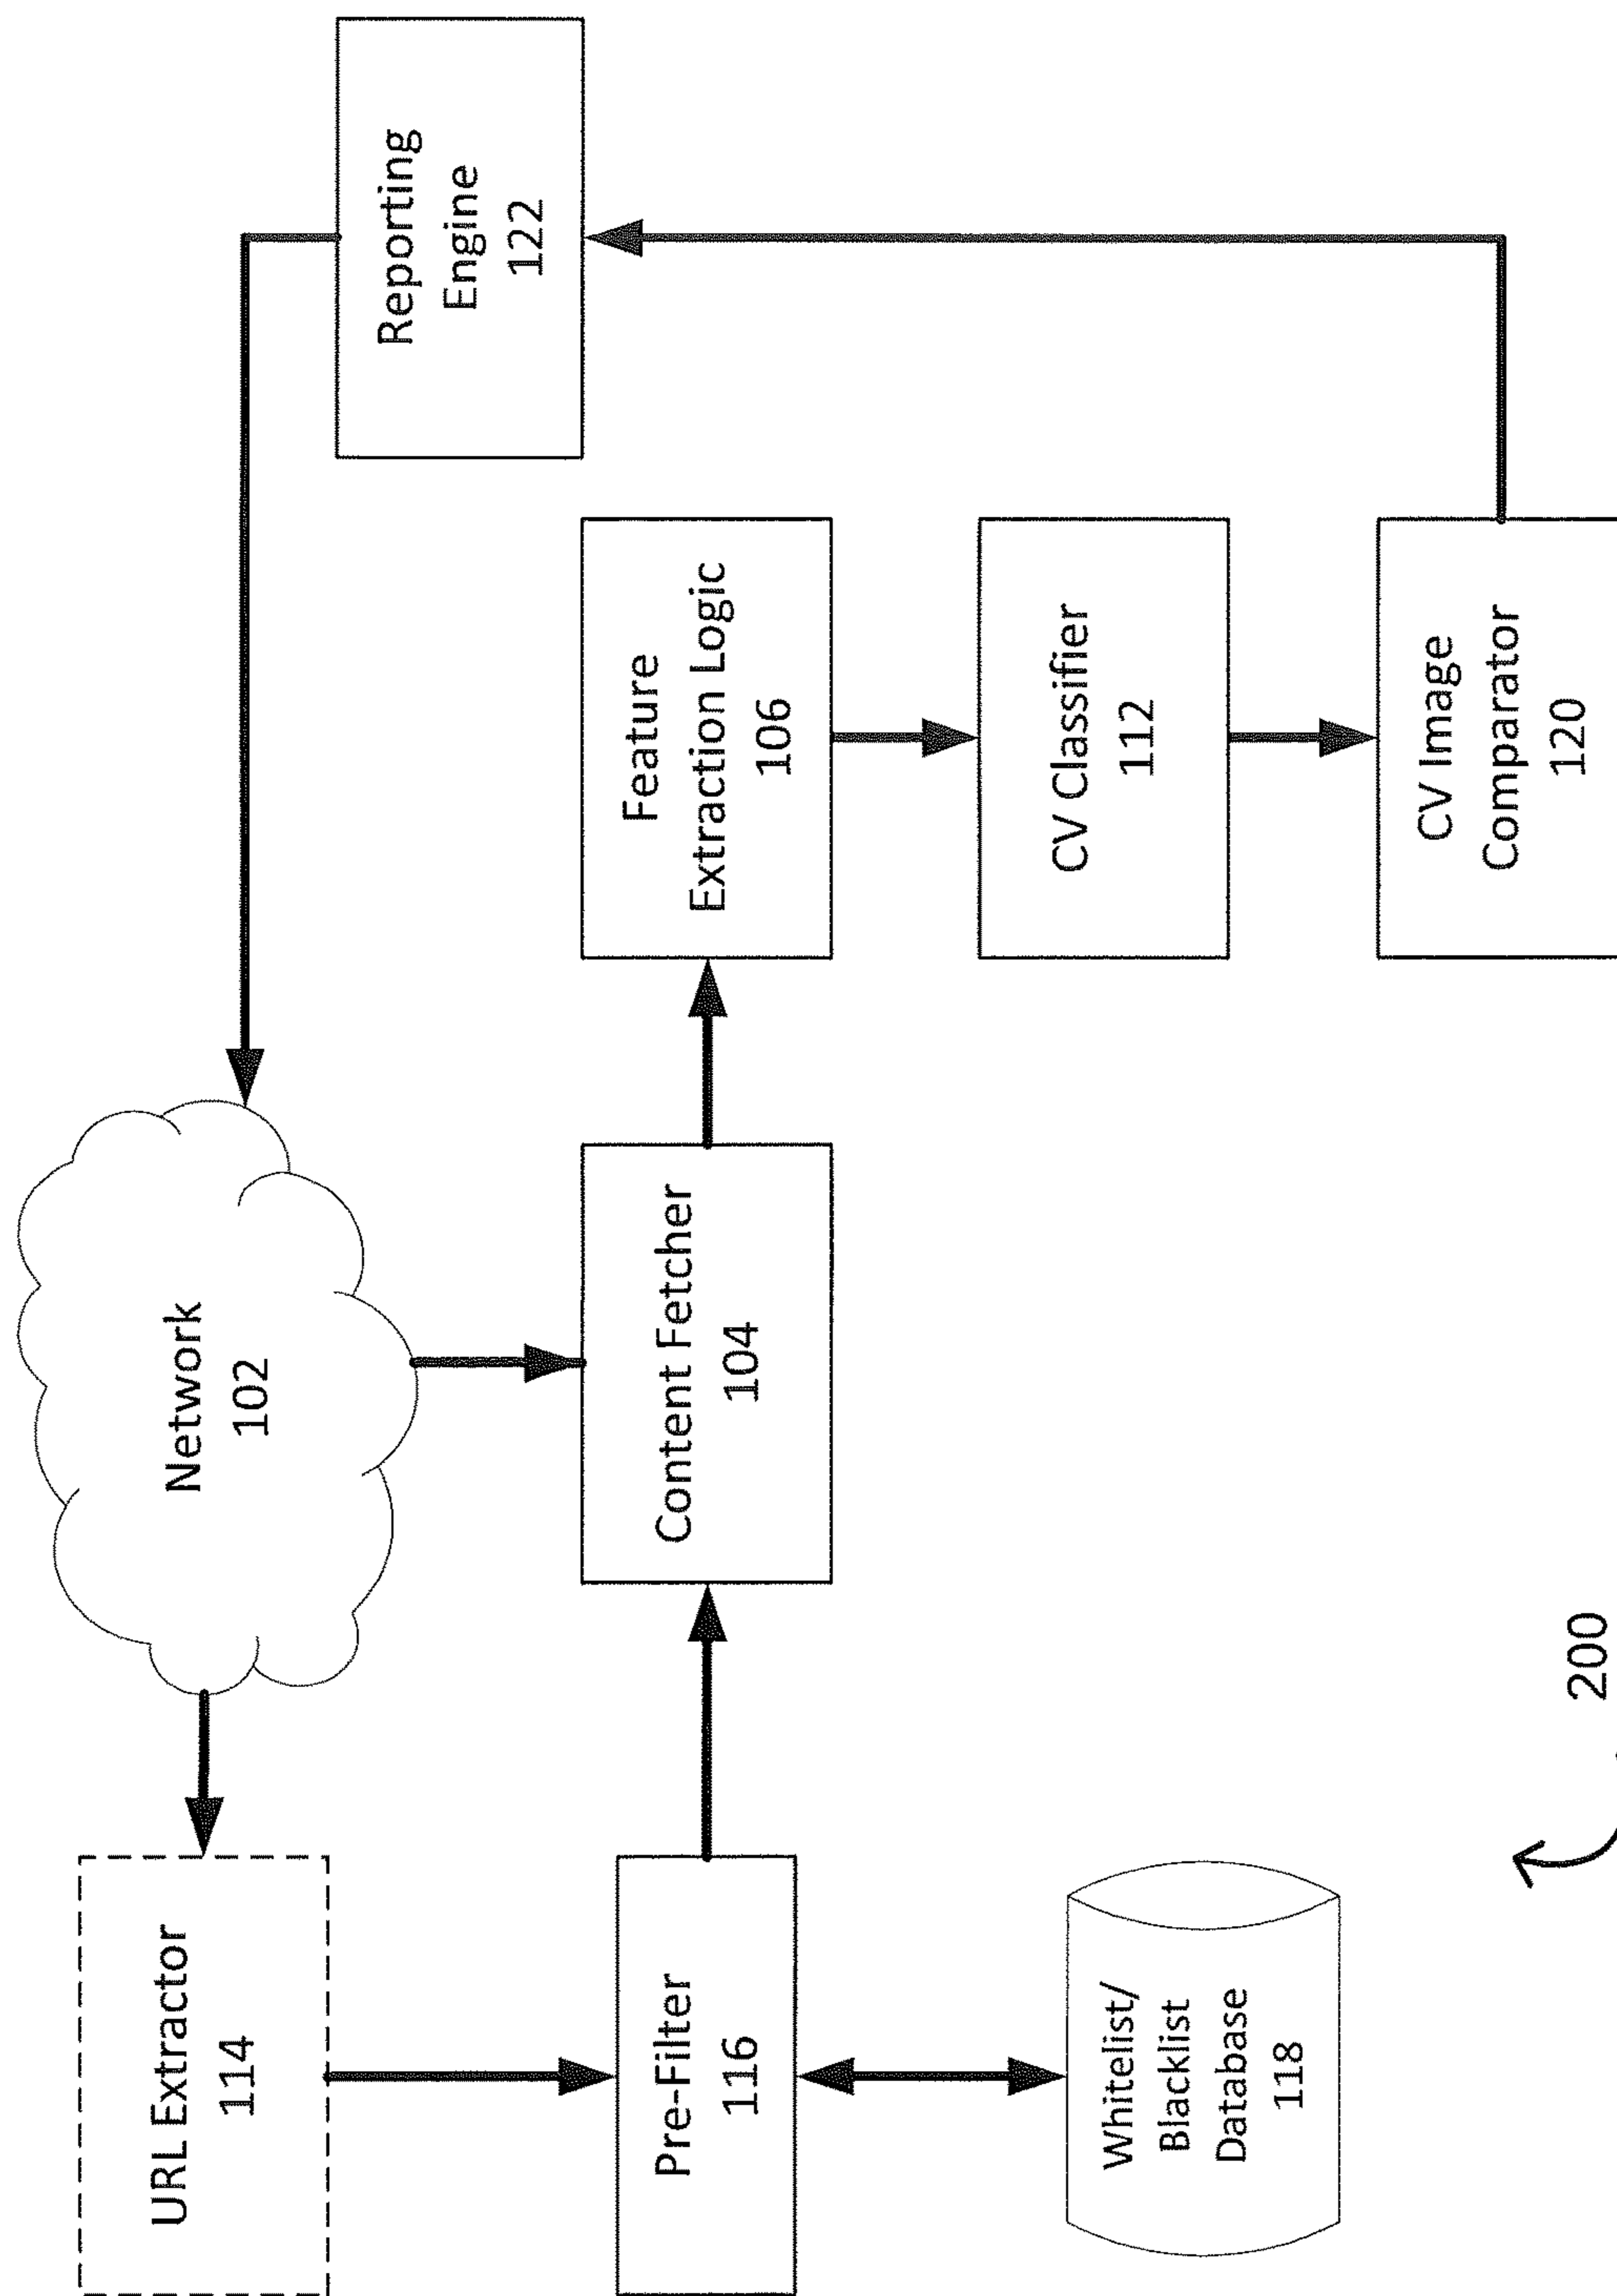 URL Extractor
114
Network
102
Reporting
Engine
122
Pre-Filter
116
Content Fetcher
104
Feature
Extraction Logic
106
Whitelist/
Blacklist
Database
118
CV Classifier
112
CV Image
Comparator
120
200